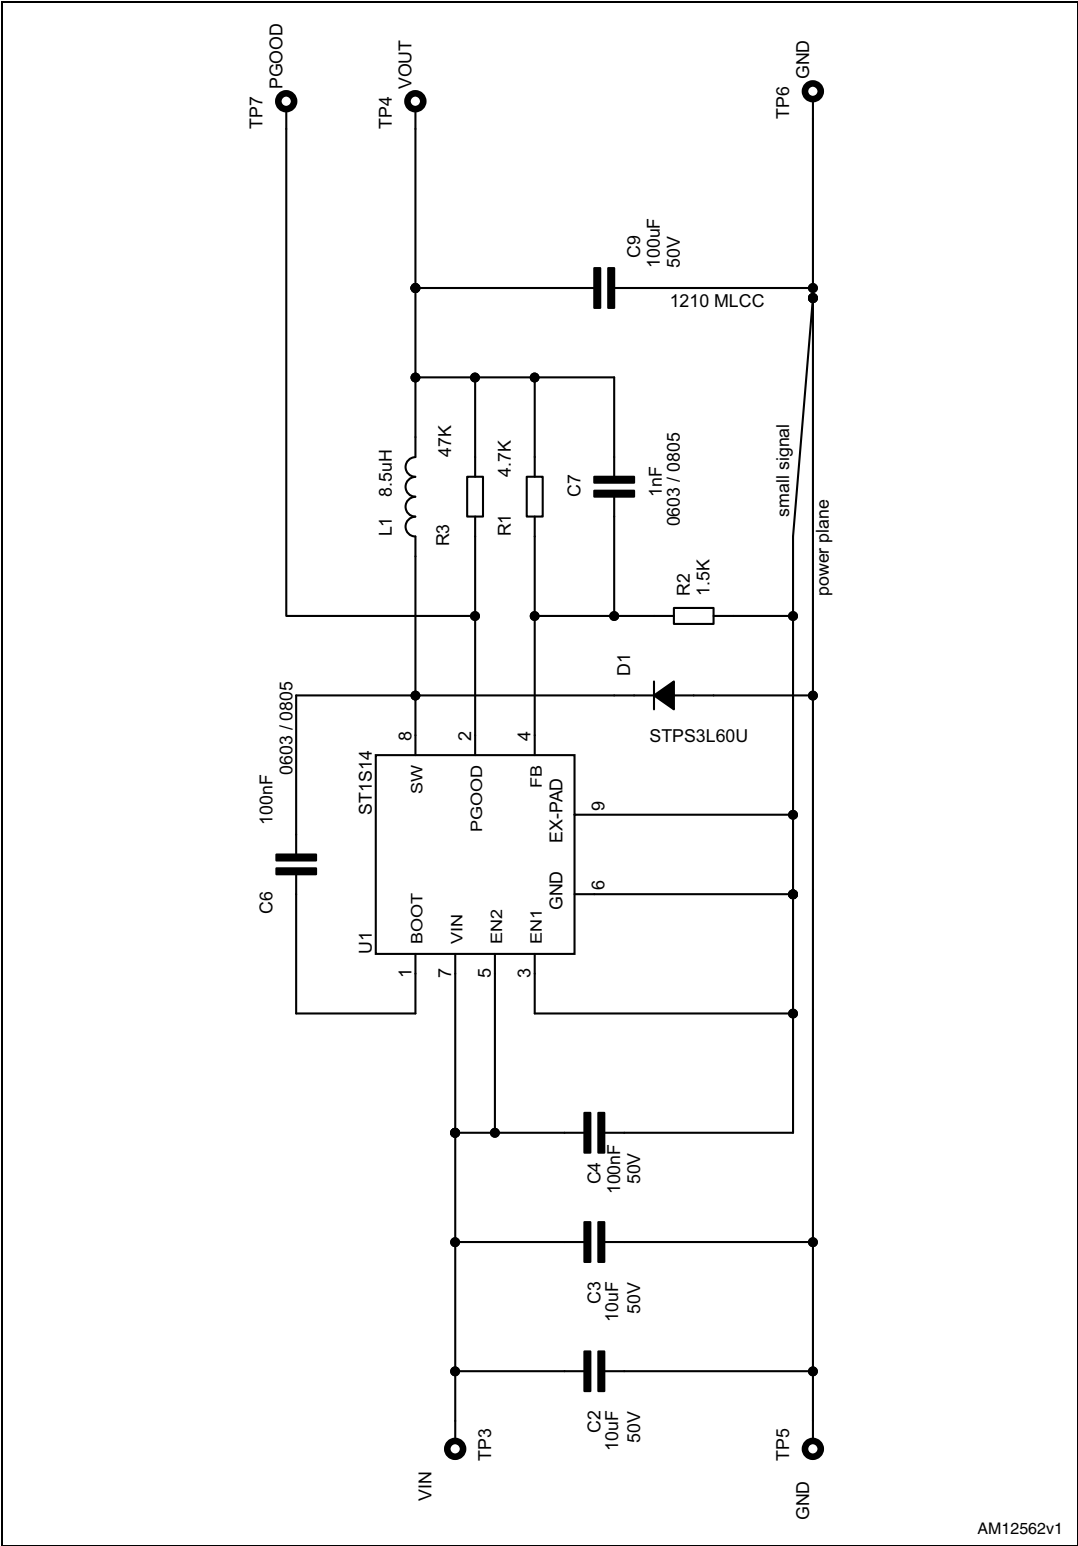 TP7
PGOOD
TP4
VOUT
TP6
GND
C9
100uF
50V
1210 MLCC
L1
8.5uH
R3
47K
R1
4.7K
C7
1nF
0603 / 0805
small signal
power plane
R2
1.5K
D1
STPS3L60U
C6
100nF
0603 / 0805
U1
ST1S14
BOOT
VIN
EN2
EN1
GND
EX-PAD
SW
PGOOD
FB
1
7
5
3
8
2
4
9
6
C4
100nF
50V
C3
10uF
50V
C2
10uF
50V
VIN
TP3
TP5
GND
AM12562v1